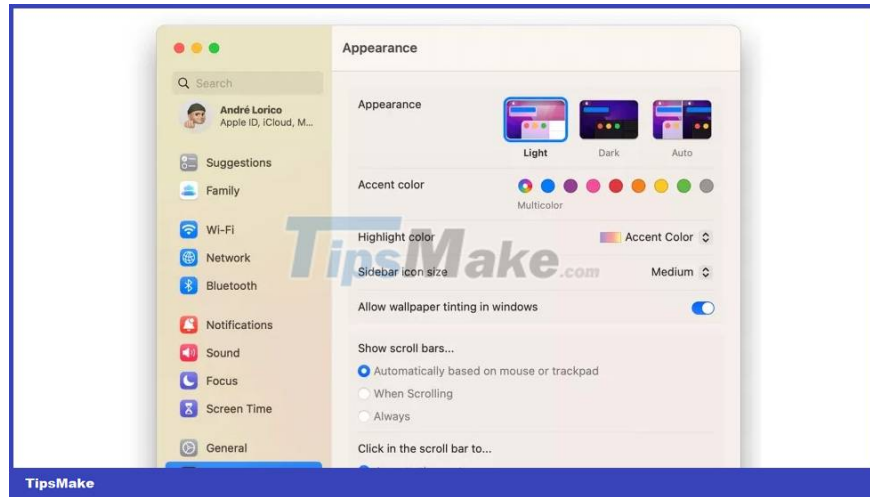 Appearance
Search
André Lorico
Apple ID, iCloud, M...
Suggestions
Family
Wi-Fi
Network
Bluetooth
Notifications
Sound
Focus
Screen Time
General
Appearance
Light
Dark
Auto
Accent color
Multicolor
Highlight color
Accent Color
Sidebar icon size
Medium
Allow wallpaper tinting in windows
Show scroll bars...
Automatically based on mouse or trackpad
When Scrolling
Always
Click in the scroll bar to...
TipsMake.com
TipsMake